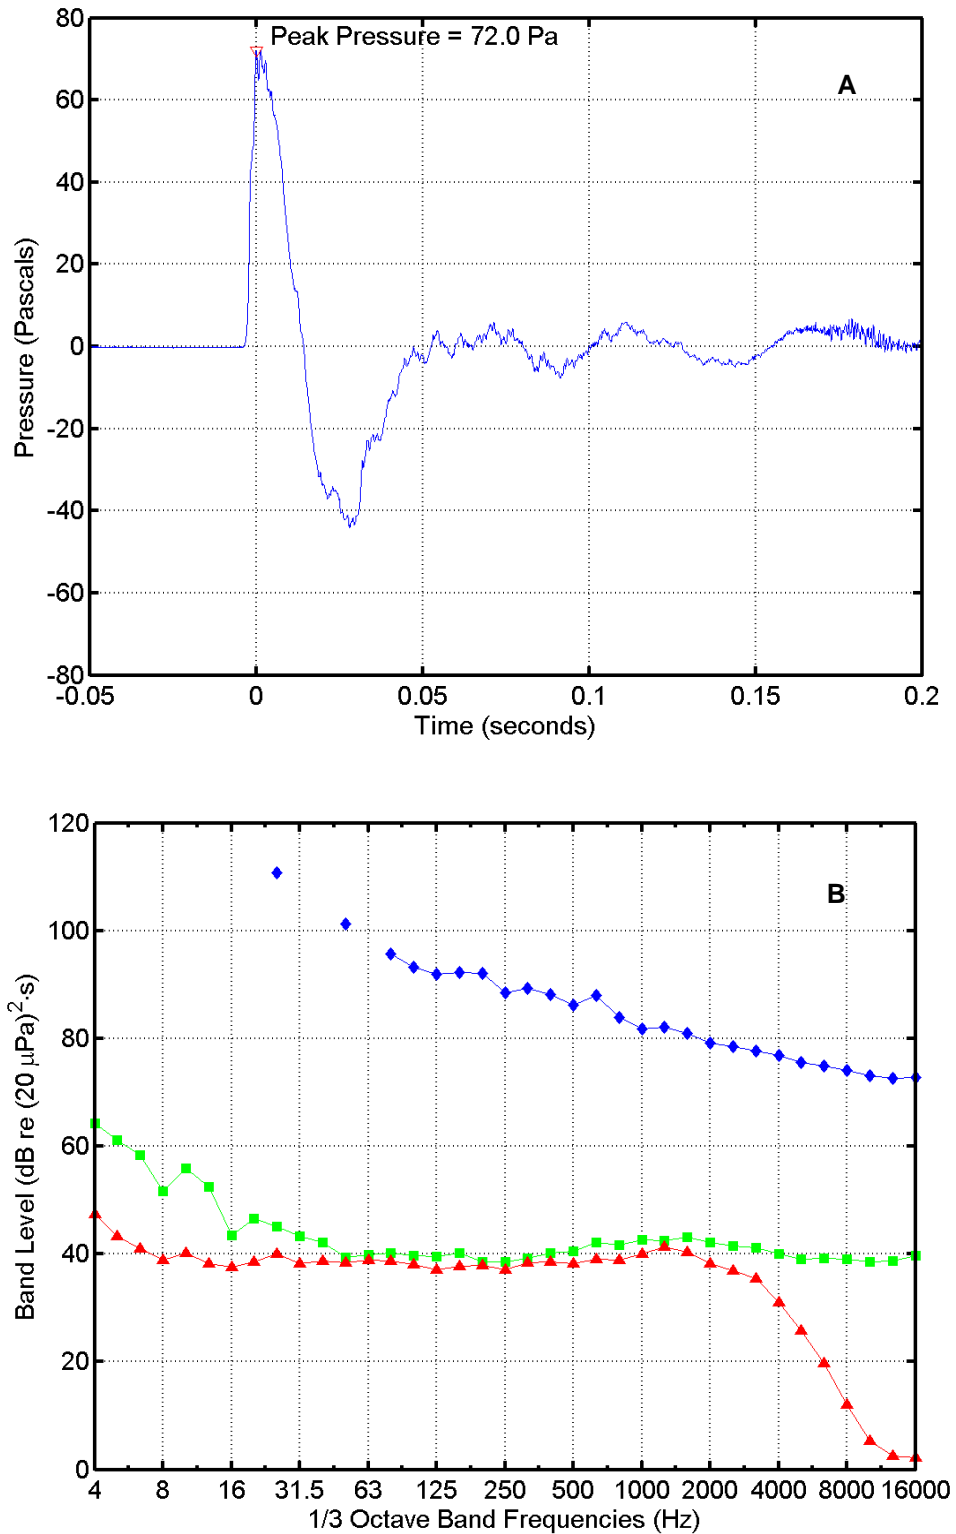 80
Peak Pressure = 72.0 Pa
A
60
40
20
0
-20
-40
-60
-80
Pressure (Pascals)
-0.05 0 0.05 0.1 0.15 0.2
Time (seconds)
120
B
100
80
60
40
20
0
Band Level (dB re (20 μPa)²·s)
4 8 16 31.5 63 125 250 500 1000 2000 4000 8000 16000
1/3 Octave Band Frequencies (Hz)